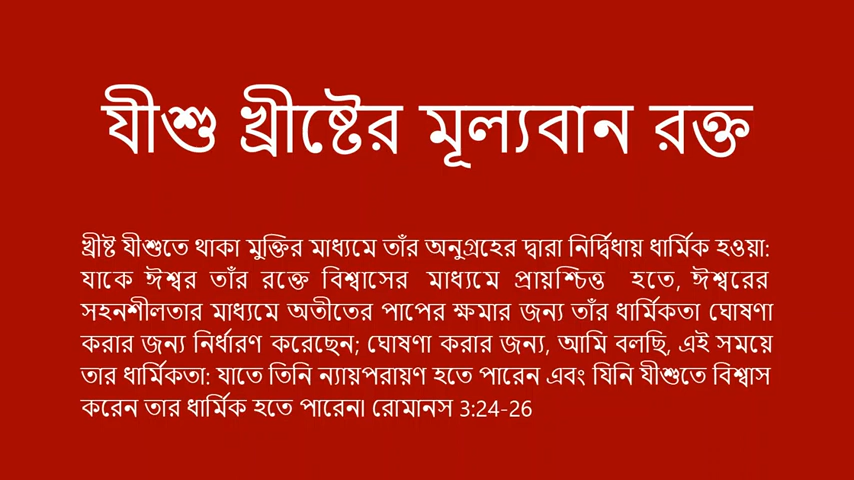 যীশু খ্রীষ্টের মূল্যবান রক্ত
খ্রীষ্ট যীশুতে থাকা মুক্তির মাধ্যমে তাঁর অনুগ্রহের দ্বারা নির্দ্বিধায় ধার্মিক হওয়া:
যাকে ঈশ্বর তাঁর রক্তে বিশ্বাসের মাধ্যমে প্রায়শ্চিত্ত হতে, ঈশ্বরের
সহনশীলতার মাধ্যমে অতীতের পাপের ক্ষমার জন্য তাঁর ধার্মিকতা ঘোষণা
করার জন্য নির্ধারণ করেছেন; ঘোষণা করার জন্য, আমি বলছি, এই সময়ে
তার ধার্মিকতা: যাতে তিনি ন্যায়পরায়ণ হতে পারেন এবং যিনি যীশুতে বিশ্বাস
করেন তার ধার্মিক হতে পারেন। রোমানস 3:24-26